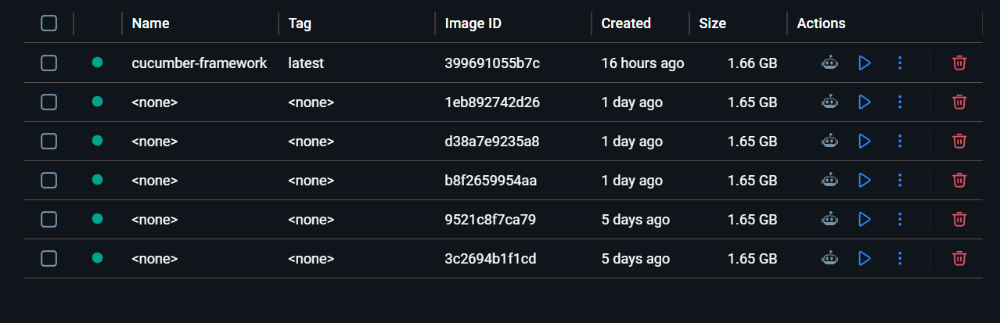 Name Tag Image ID Created Size Actions
cucumber-framework latest 399691055b7c 16 hours ago 1.66 GB
<none> <none> 1eb892742d26 1 day ago 1.65 GB
<none> <none> d38a7e9235a8 1 day ago 1.65 GB
<none> <none> b8f2659954aa 1 day ago 1.65 GB
<none> <none> 9521c8f7ca79 5 days ago 1.65 GB
<none> <none> 3c2694b1f1cd 5 days ago 1.65 GB